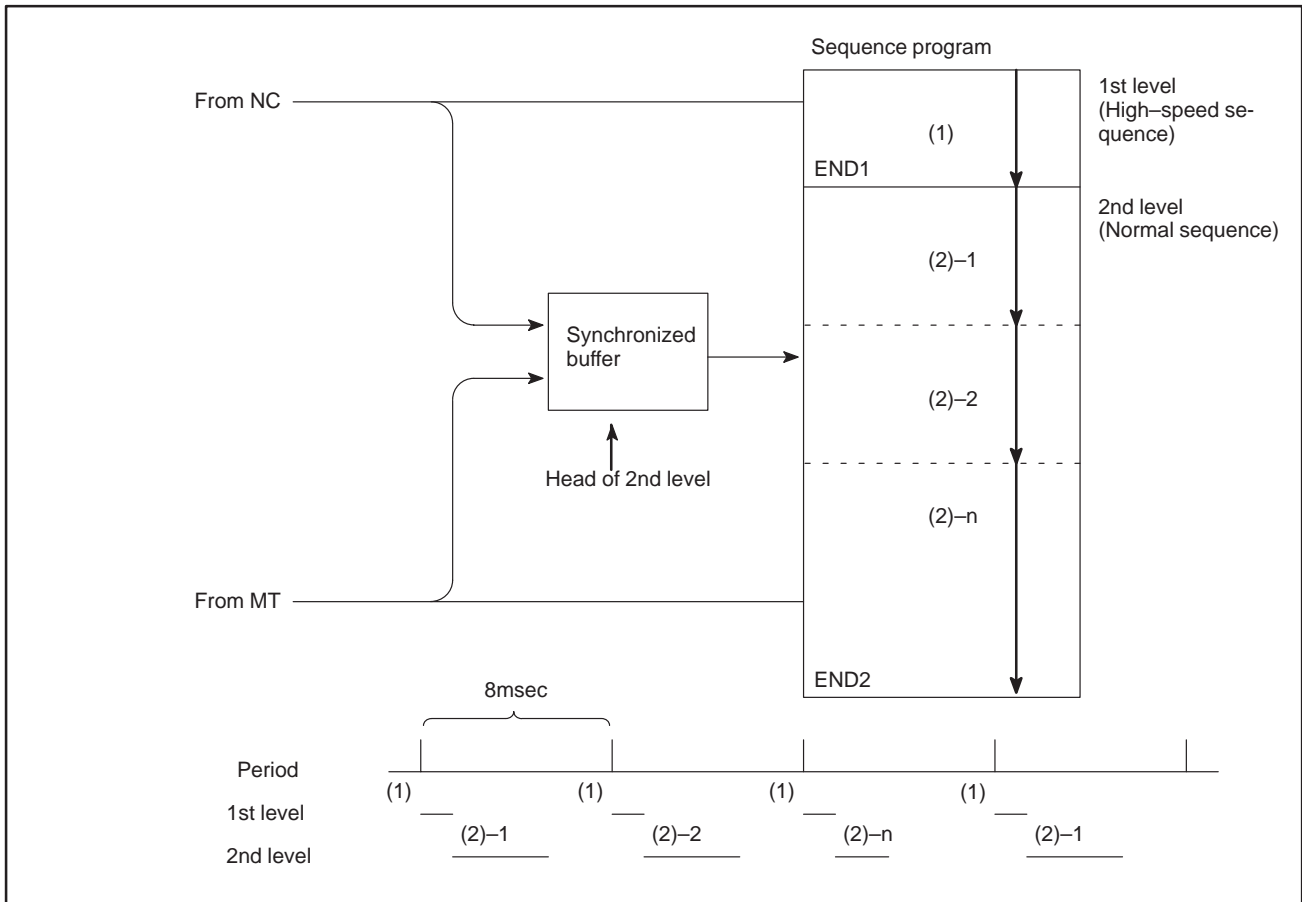 Sequence program
From NC
1st level
(High–speed se-
quence)
(1)
END1
2nd level
(Normal sequence)
(2)–1
Synchronized
buffer
(2)–2
Head of 2nd level
(2)–n
From MT
END2
8msec
Period
(1) (1) (1) (1)
1st level
(2)–1 (2)–2 (2)–n (2)–1
2nd level